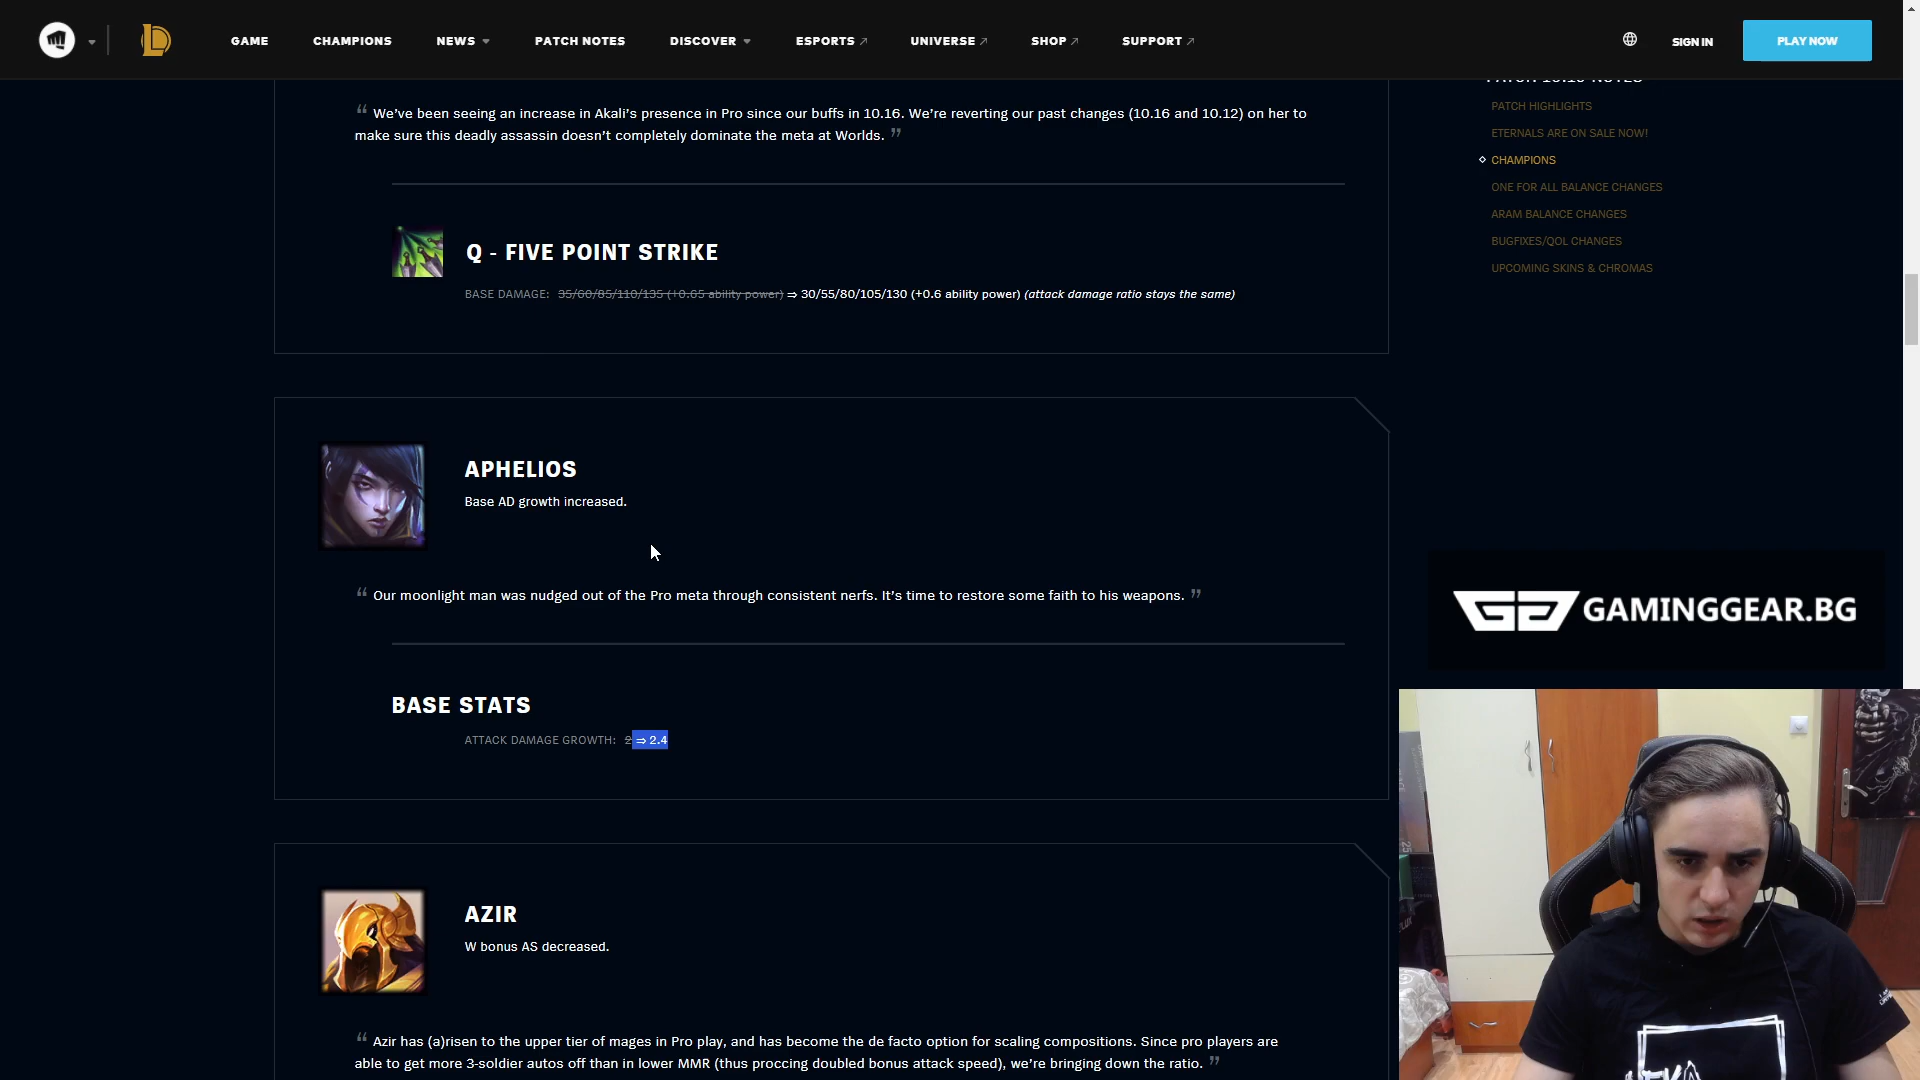 GAME
CHAMPIONS
NEWS
PATCH NOTES
DISCOVER
ESPORTS
UNIVERSE
SHOP
SUPPORT
SIGN IN
PLAY NOW
“ We’ve been seeing an increase in Akali’s presence in Pro since our buffs in 10.16. We’re reverting our past changes (10.16 and 10.12) on her to
make sure this deadly assassin doesn’t completely dominate the meta at Worlds. ”
Q - FIVE POINT STRIKE
BASE DAMAGE: 35/60/85/110/135 (+0.65 ability power) ⇒ 30/55/80/105/130 (+0.6 ability power) (attack damage ratio stays the same)
APHELIOS
Base AD growth increased.
“ Our moonlight man was nudged out of the Pro meta through consistent nerfs. It’s time to restore some faith to his weapons. ”
BASE STATS
ATTACK DAMAGE GROWTH: 2 ⇒ 2.4
AZIR
W bonus AS decreased.
“ Azir has (a)risen to the upper tier of mages in Pro play, and has become the de facto option for scaling compositions. Since pro players are
able to get more 3-soldier autos off than in lower MMR (thus proccing doubled bonus attack speed), we’re bringing down the ratio. ”
PATCH HIGHLIGHTS
ETERNALS ARE ON SALE NOW!
CHAMPIONS
ONE FOR ALL BALANCE CHANGES
ARAM BALANCE CHANGES
BUGFIXES/QOL CHANGES
UPCOMING SKINS & CHROMAS
GAMINGGEAR.BG